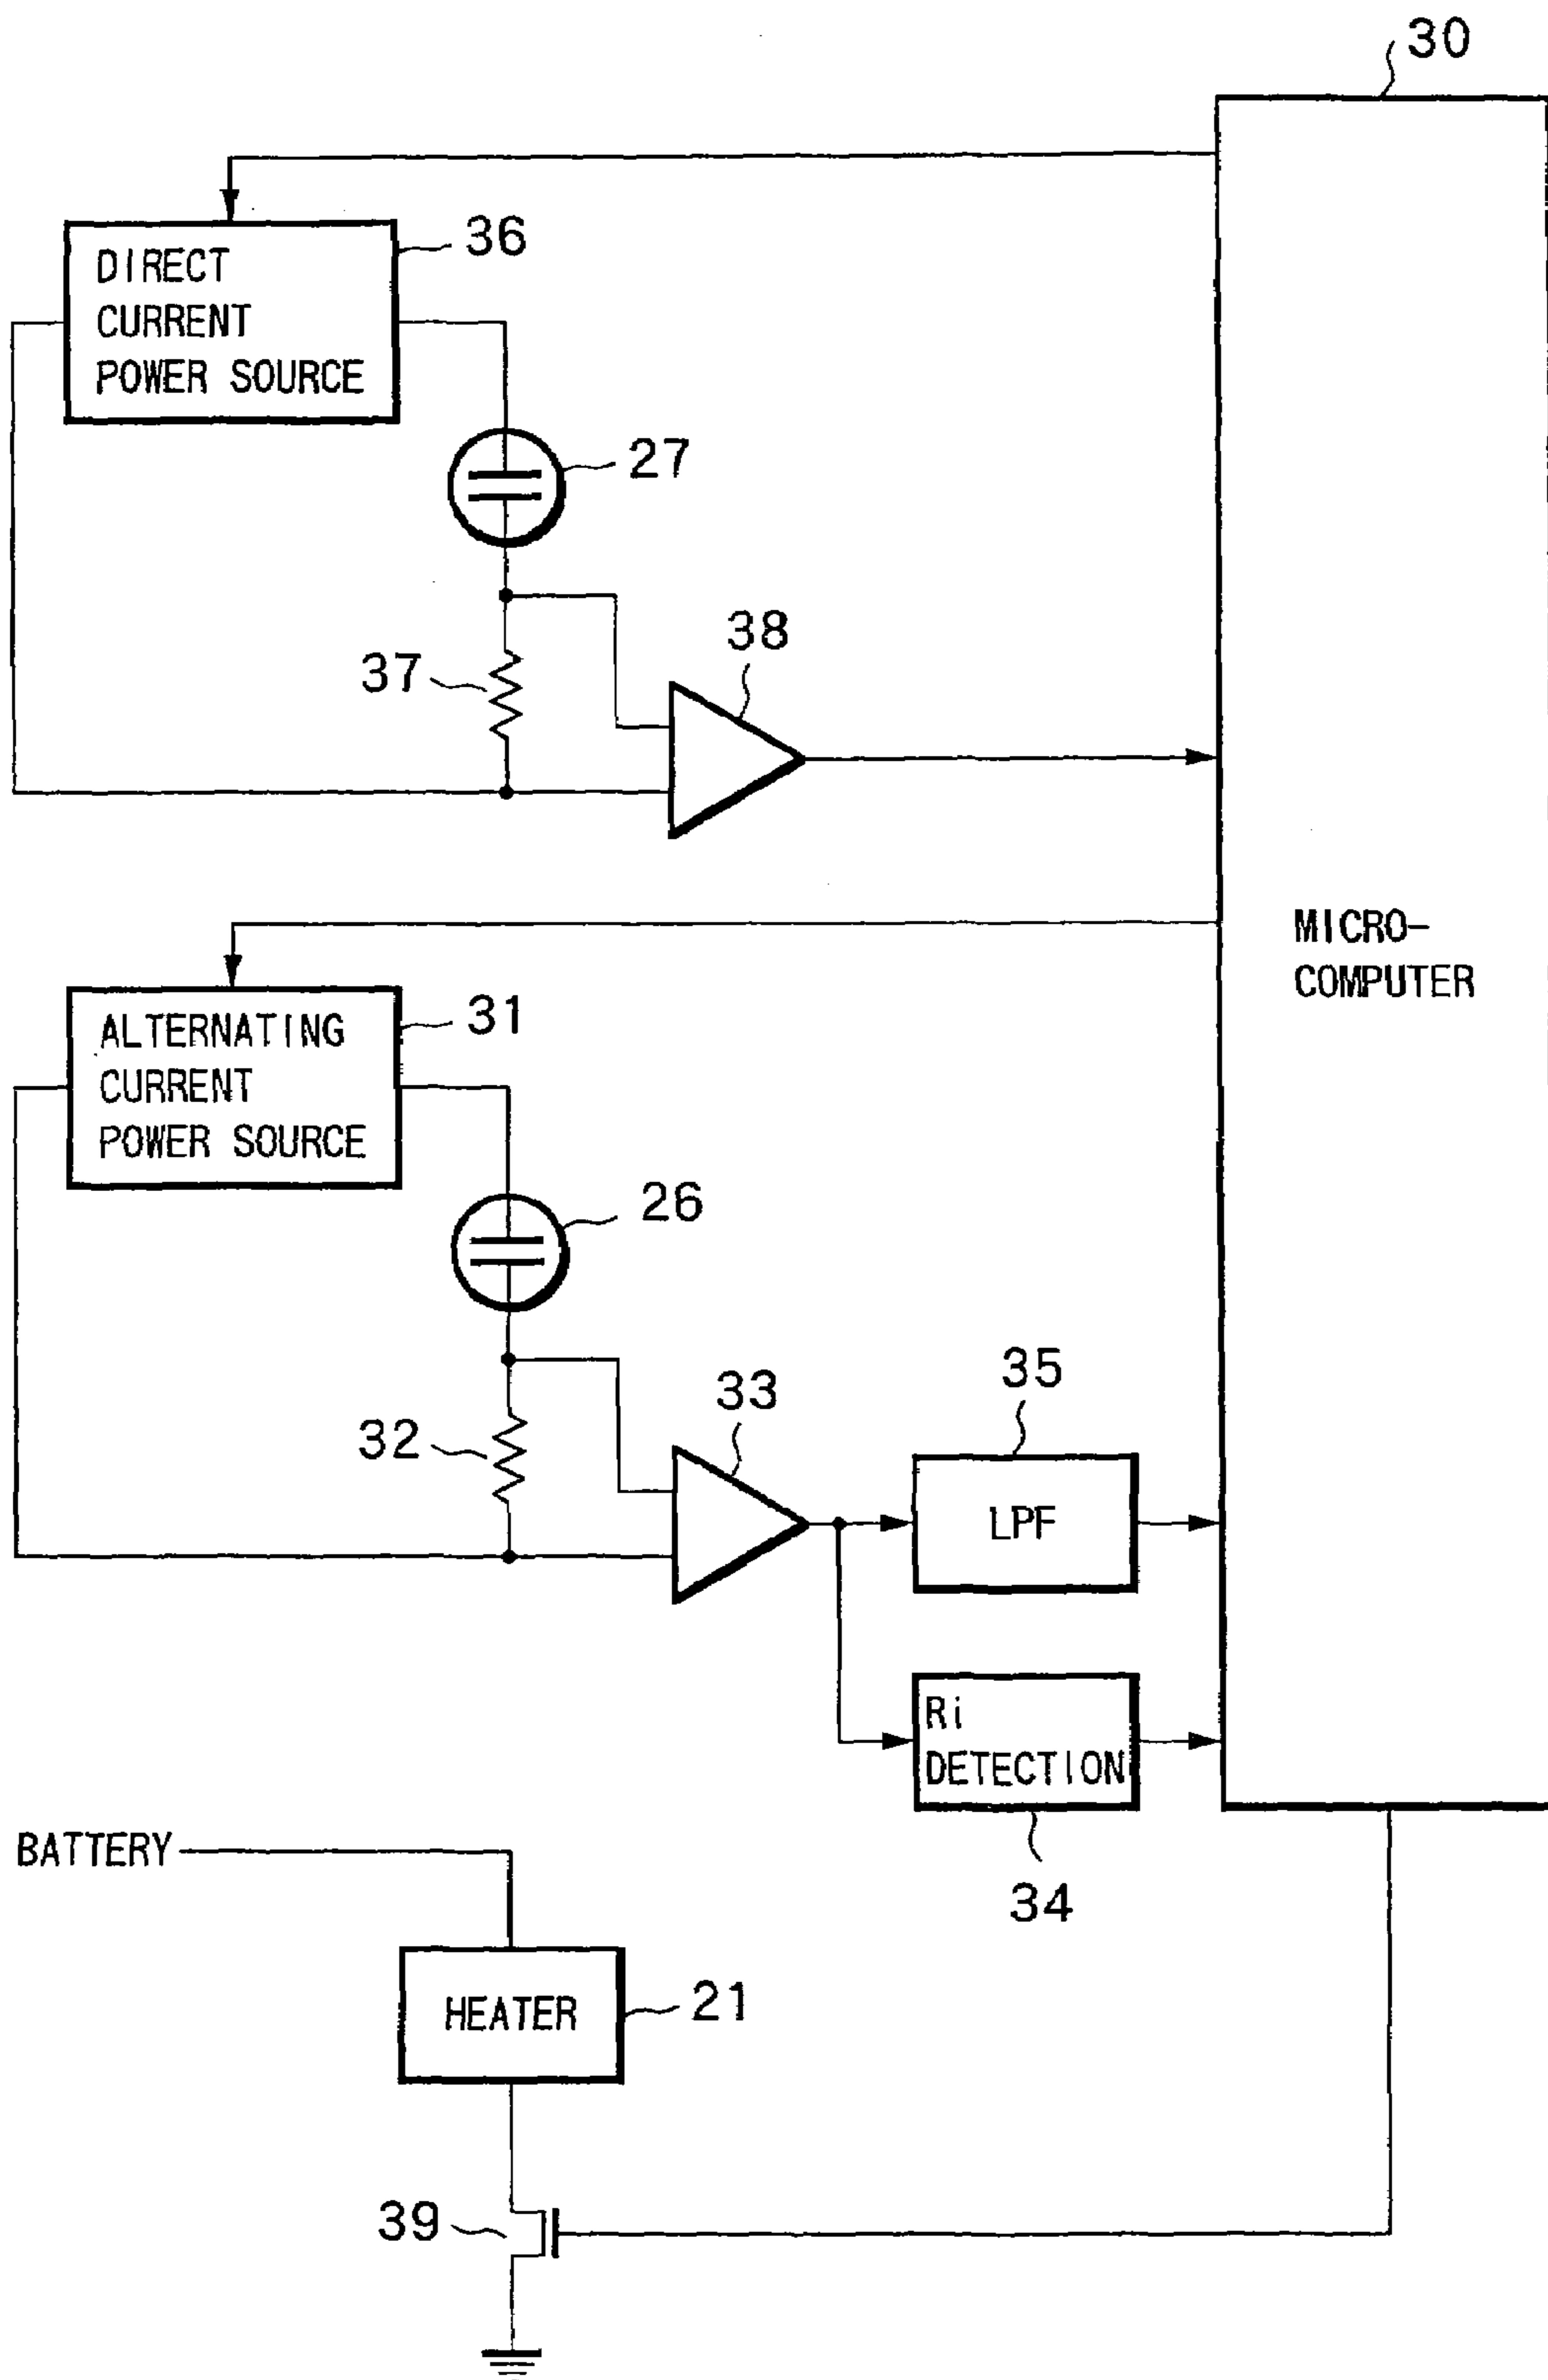 30
36
DIRECT
CURRENT
POWER SOURCE
27
38
37
MICRO-
COMPUTER
31
ALTERNATING
CURRENT
POWER SOURCE
26
35
33
32
LPF
Ri
DETECTION
BATTERY
34
21
HEATER
39